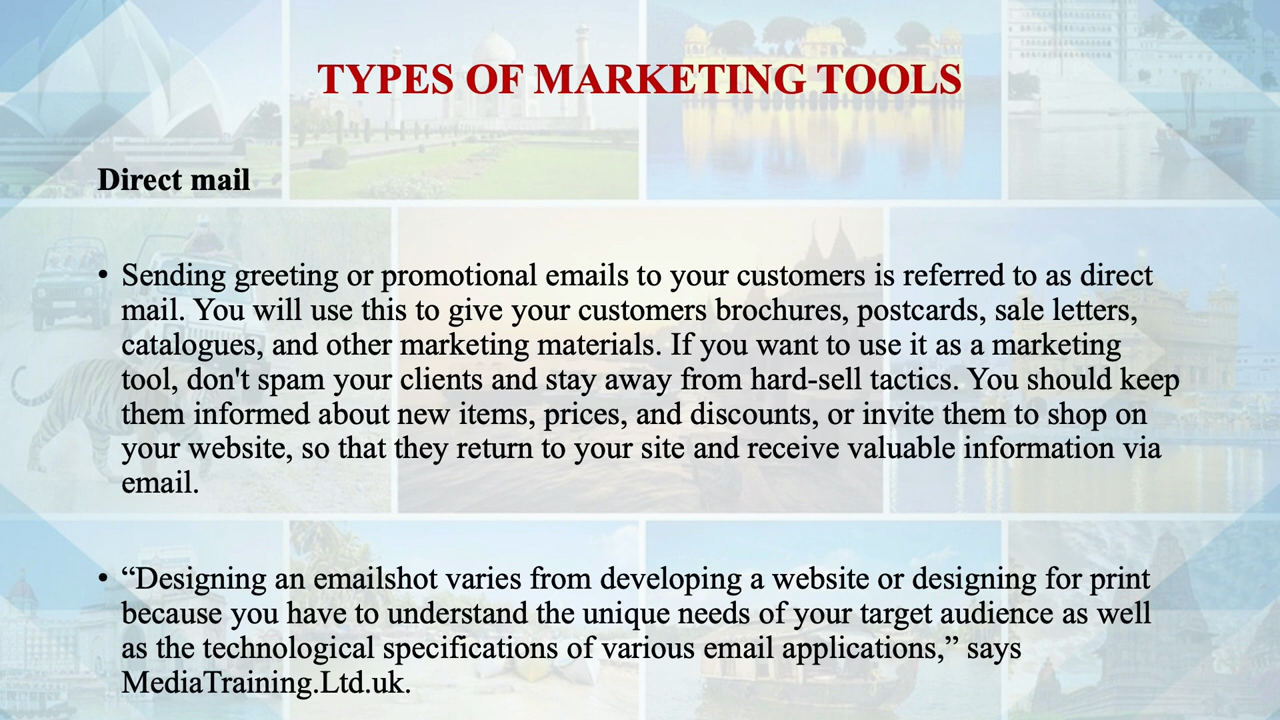 TYPES OF MARKETING TOOLS
Direct mail
• Sending greeting or promotional emails to your customers is referred to as direct
mail. You will use this to give your customers brochures, postcards, sale letters,
catalogues, and other marketing materials. If you want to use it as a marketing
tool, don't spam your clients and stay away from hard-sell tactics. You should keep
them informed about new items, prices, and discounts, or invite them to shop on
your website, so that they return to your site and receive valuable information via
email.
• “Designing an emailshot varies from developing a website or designing for print
because you have to understand the unique needs of your target audience as well
as the technological specifications of various email applications,” says
MediaTraining.Ltd.uk.